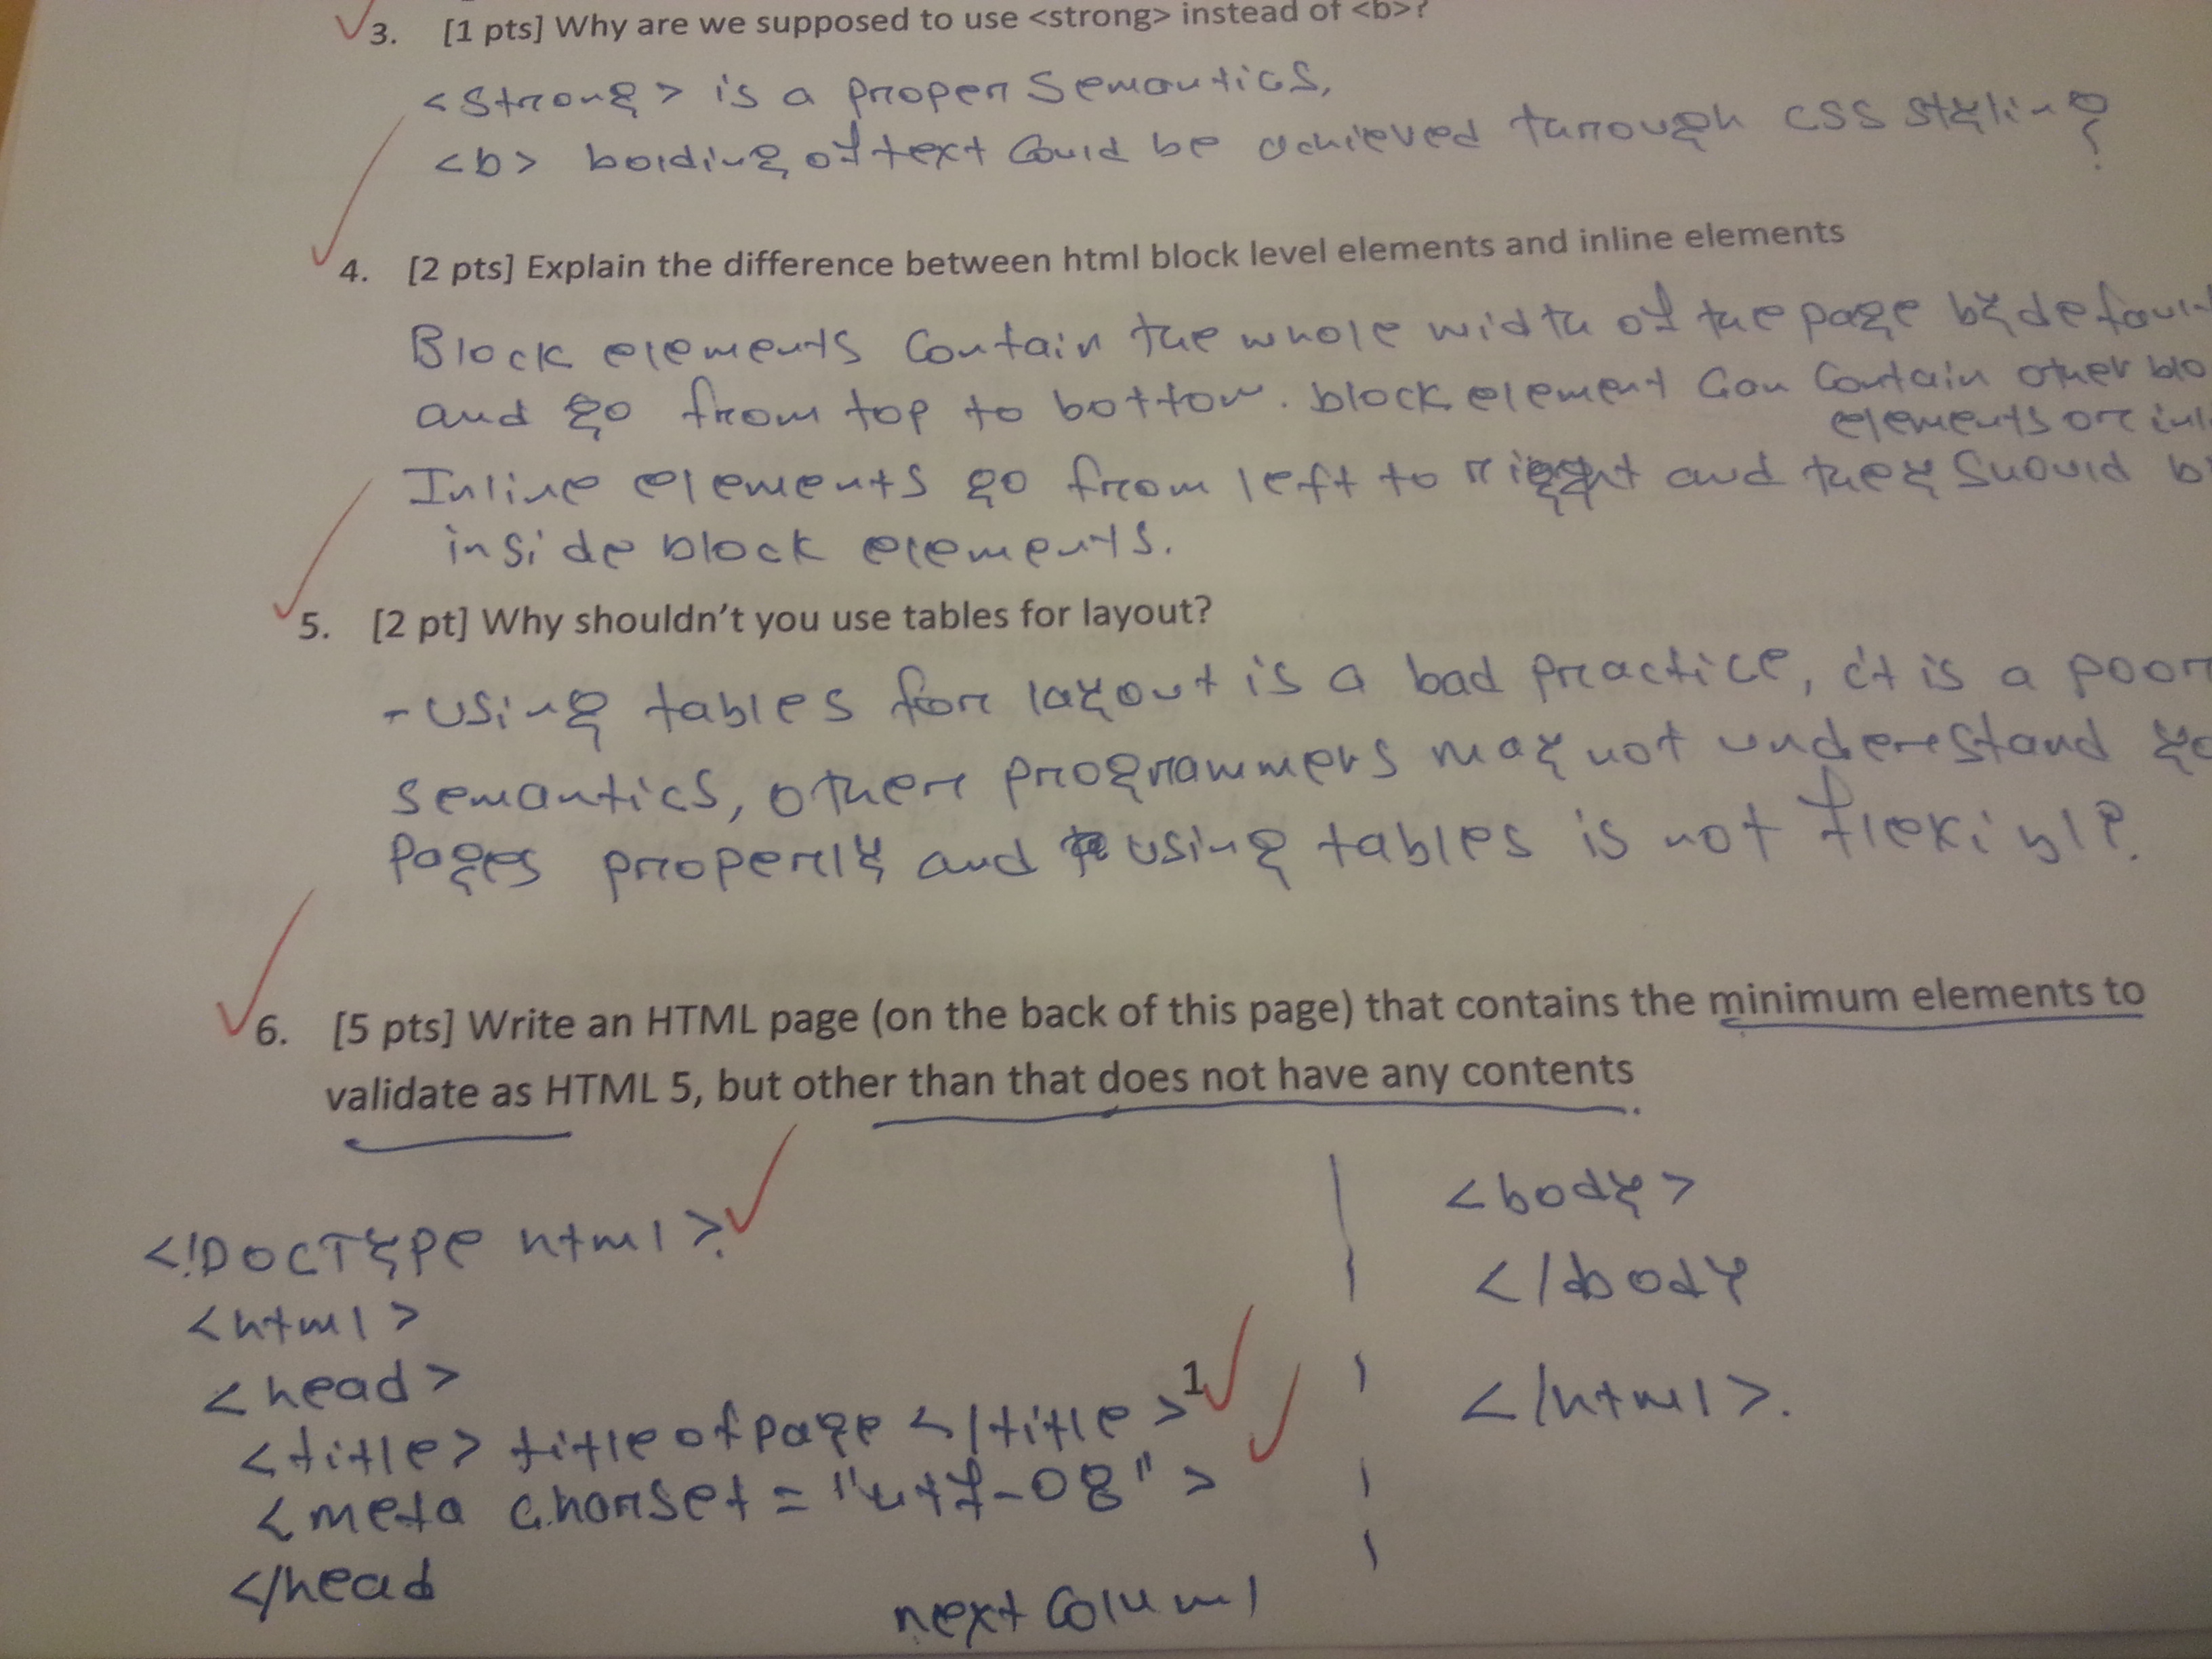 3. [1 pts] Why are we supposed to use <strong> instead of <b>?
<strong> is a proper semantics,
<b> bolding of text could be achieved through css styling
4. [2 pts] Explain the difference between html block level elements and inline elements
Block elements contain the whole width of the page by defaul
and go from top to bottom. block element can contain other blo
elements or inl
Inline elements go from left to right and they should b
inside block elements.
5. [2 pt] Why shouldn't you use tables for layout?
- using tables for layout is a bad practice, it is a poor
semantics, other programmers may not understand yo
pages properly and using tables is not flexible.
6. [5 pts] Write an HTML page (on the back of this page) that contains the minimum elements to
validate as HTML 5, but other than that does not have any contents.
<!DOCTYPE html>
<html>
<head>
<title> title of page </title>
<meta charset = "utf-08" >
</head
next column
1
<body>
</body
</html>.